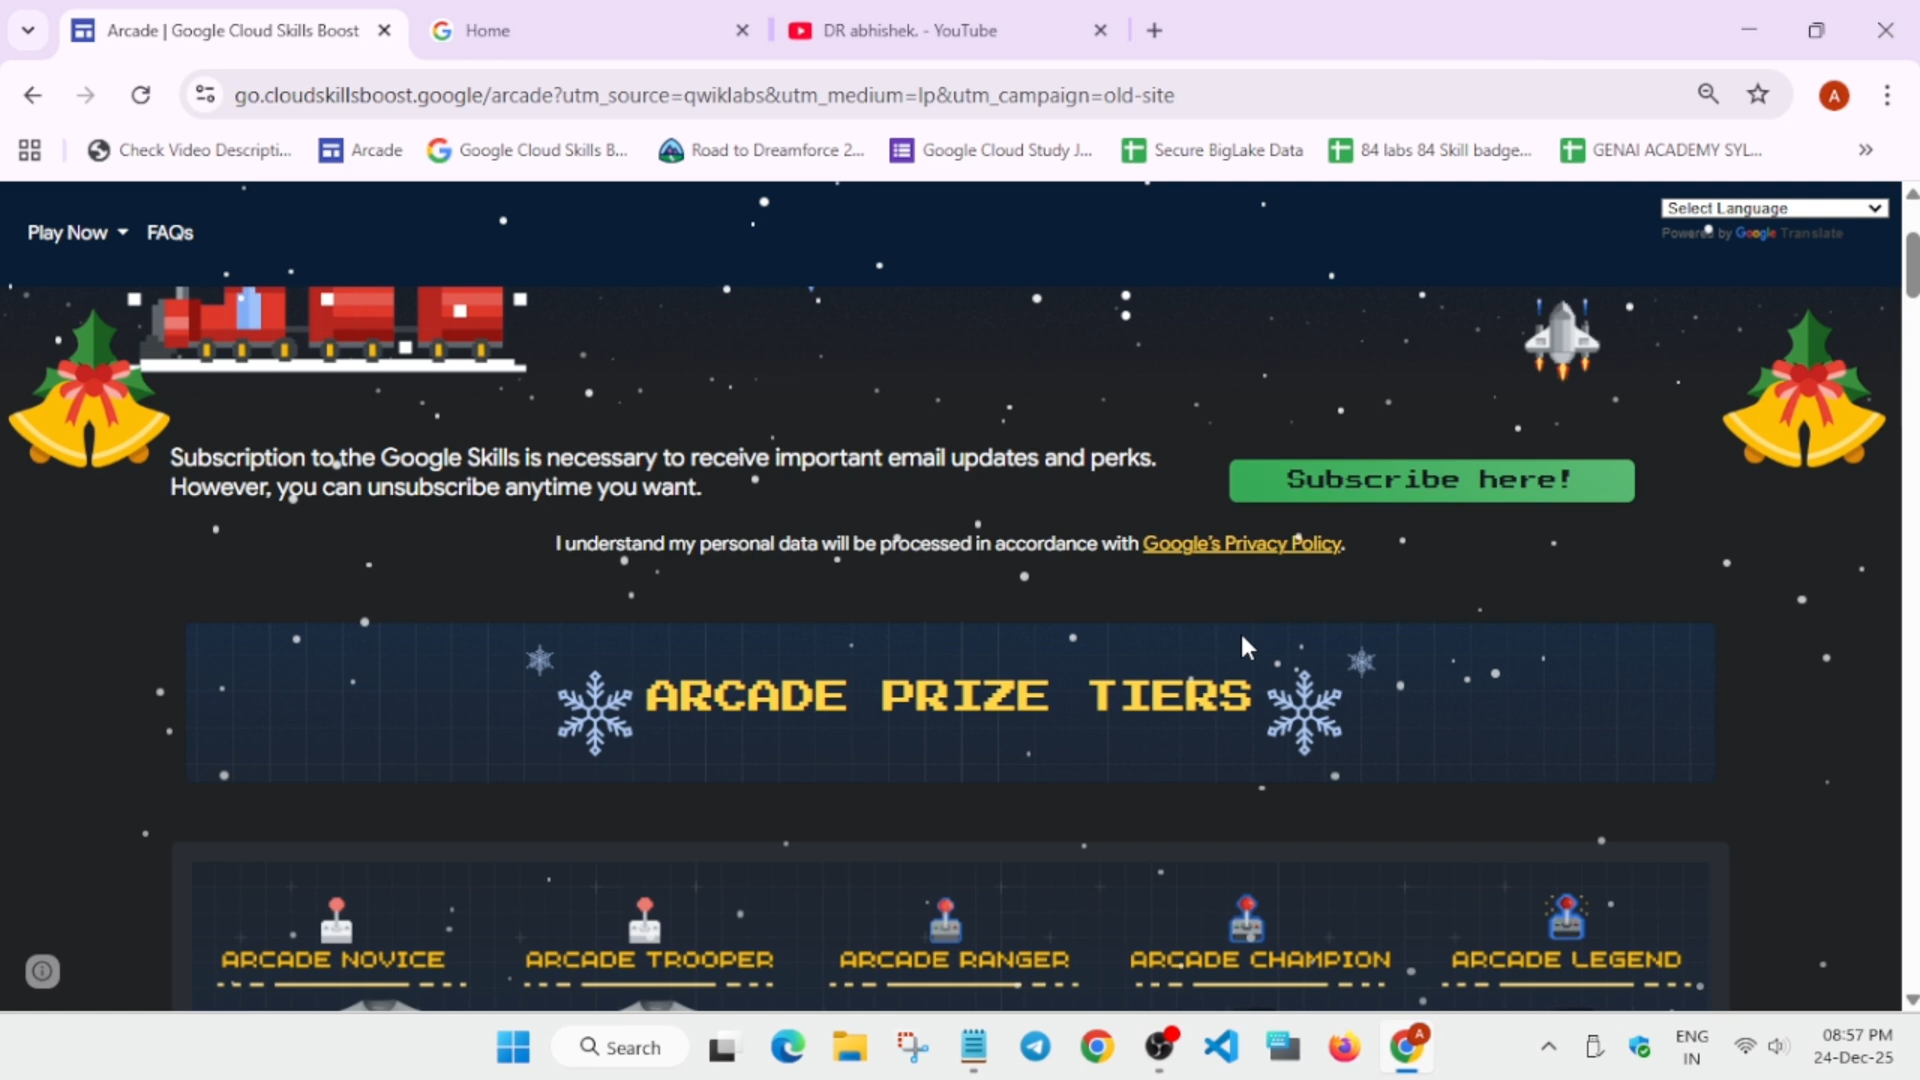 Arcade | Google Cloud Skills Boost
Home
DR abhishek. - YouTube
go.cloudskillsboost.google/arcade?utm_source=qwiklabs&utm_medium=lp&utm_campaign=old-site
A
Check Video Descripti...
Arcade
Google Cloud Skills B...
Road to Dreamforce 2...
Google Cloud Study J...
Secure BigLake Data
84 labs 84 Skill badge...
GENAI ACADEMY SYL...
Play Now
FAQs
Select Language
Powered by Google Translate
Subscription to the Google Skills is necessary to receive important email updates and perks.
However, you can unsubscribe anytime you want.
Subscribe here!
I understand my personal data will be processed in accordance with Google's Privacy Policy.
ARCADE PRIZE TIERS
ARCADE NOVICE
ARCADE TROOPER
ARCADE RANGER
ARCADE CHAMPION
ARCADE LEGEND
Search
A
ENG
IN
08:57 PM
24-Dec-25